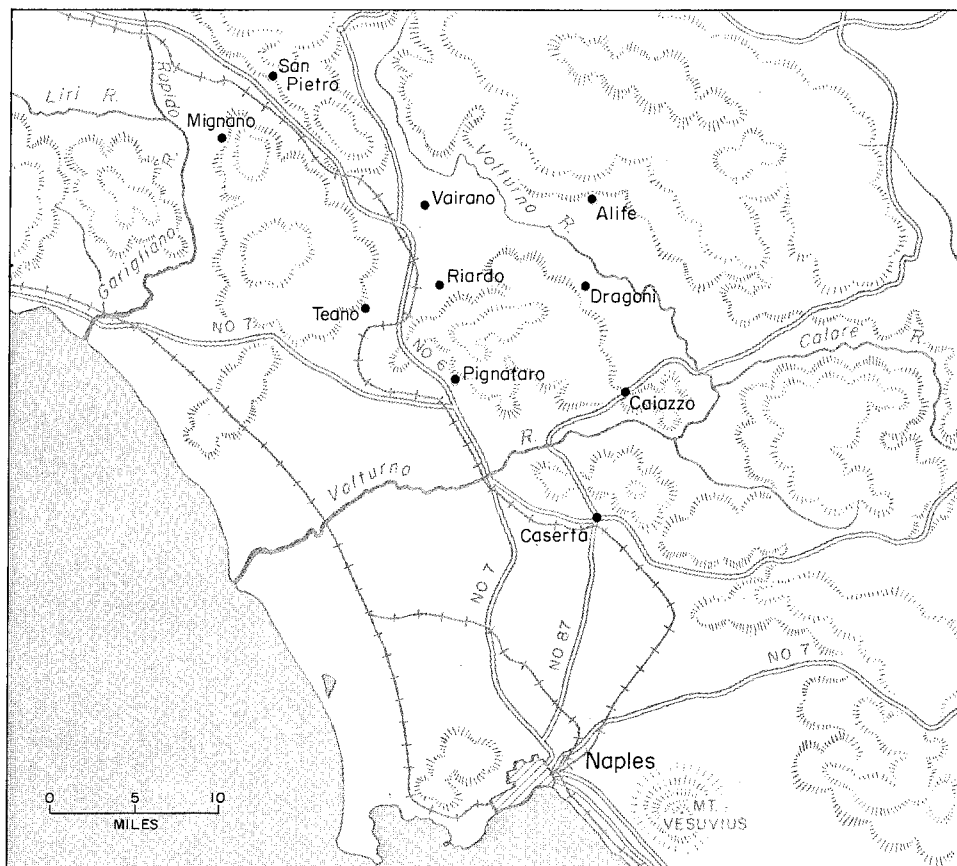 San
Pietro
Rapido
R.
Liri R.
Mignano
Volturno R.
Vairano
Alife
Garigliano
Riardo
Dragoni
Teano
NO 7
NO 6
Calore R.
Pignataro
Caiazzo
Volturno R.
Caserta
NO 7
NO 87
NO 7
Naples
0 10
MILES
MT.
VESUVIUS